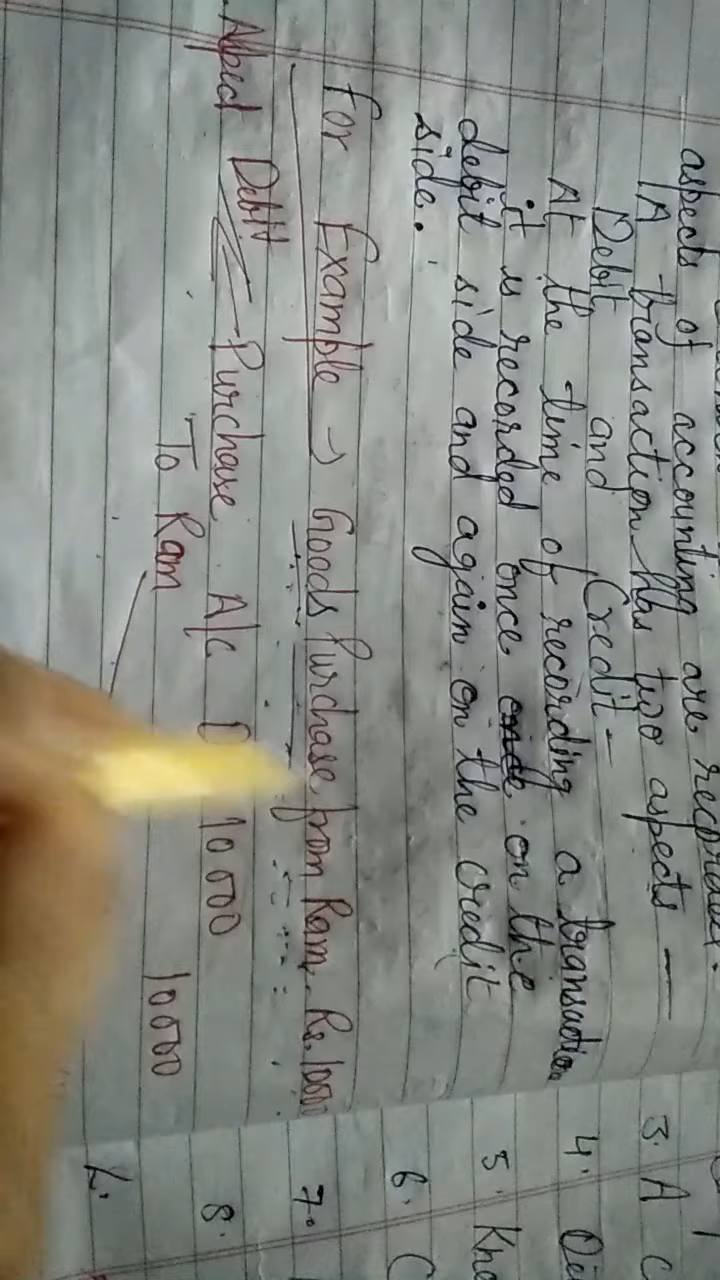 aspects of accounting are
A transaction has two aspects —
Debit and Credit -
At the time of recording a transaction
it is recorded once once on the
debit side and again on the credit
side.
For Example → Goods Purchase from Ram Rs. 10000
Aspect Debit Purchase A/c D 10000
To Ram 10000
3. A
4.
5.
6.
7.
8.